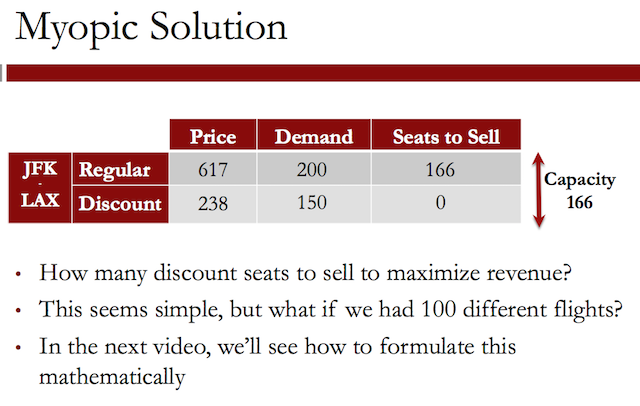 Myopic Solution
Price Demand Seats to Sell
JFK - LAX
Regular 617 200 166
Discount 238 150 0
Capacity
166
• How many discount seats to sell to maximize revenue?
• This seems simple, but what if we had 100 different flights?
• In the next video, we’ll see how to formulate this
mathematically